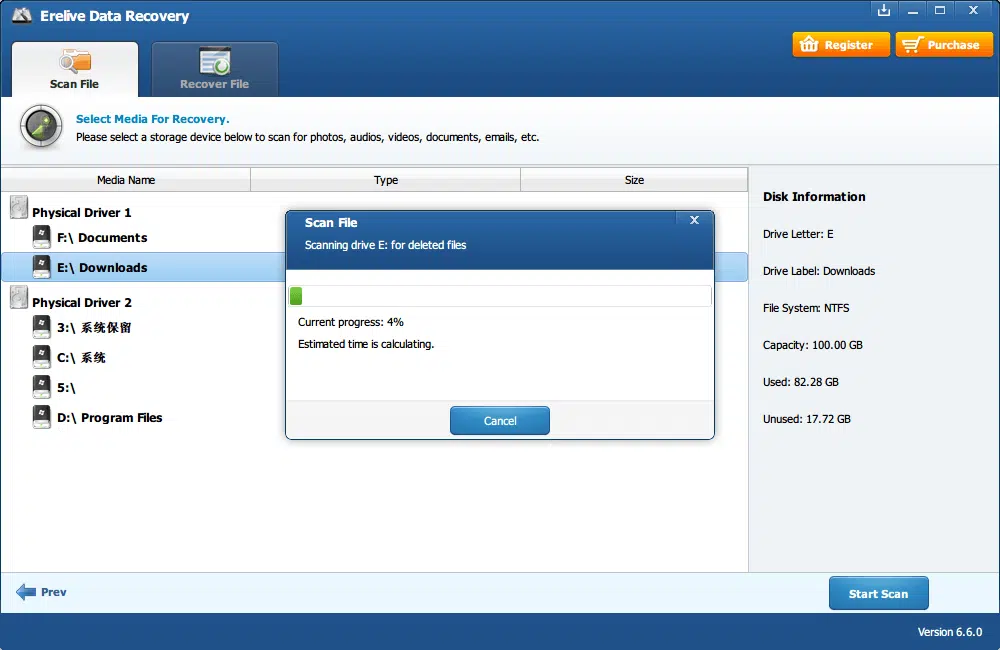 Erelive Data Recovery
Register
Purchase
Scan File
Recover File
Select Media For Recovery.
Please select a storage device below to scan for photos, audios, videos, documents, emails, etc.
Media Name
Type
Size
Physical Driver 1
F:\ Documents
E:\ Downloads
Physical Driver 2
3:\ 系统保留
C:\ 系统
5:\
D:\ Program Files
Scan File
Scanning drive E: for deleted files
Current progress: 4%
Estimated time is calculating.
Cancel
Disk Information
Drive Letter: E
Drive Label: Downloads
File System: NTFS
Capacity: 100.00 GB
Used: 82.28 GB
Unused: 17.72 GB
Prev
Start Scan
Version 6.6.0